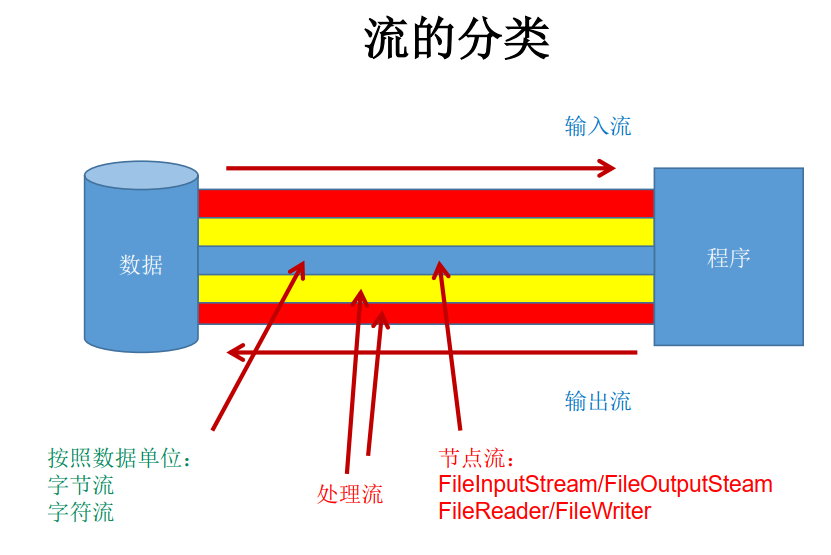 流的分类
输入流
数据
程序
输出流
按照数据单位：
字节流
字符流
处理流
节点流：
FileInputStream/FileOutputSteam
FileReader/FileWriter